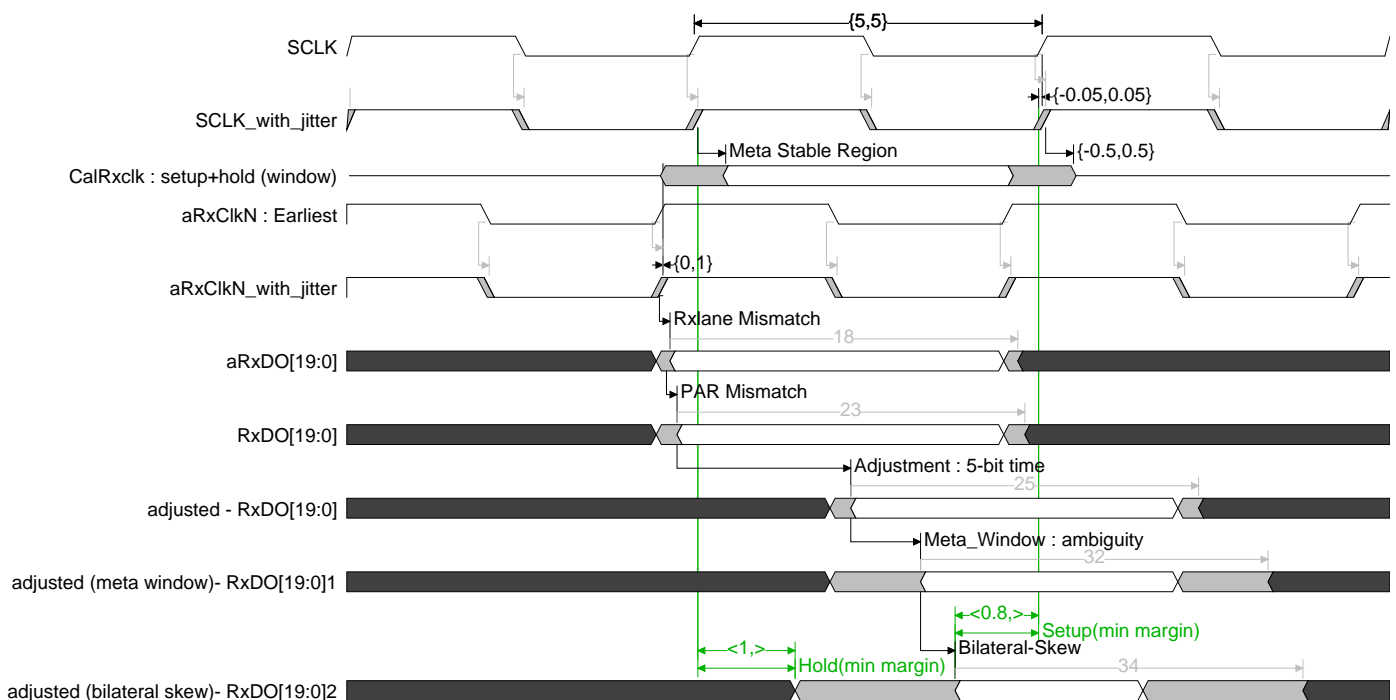 {5,5}
SCLK
{-0.05,0.05}
SCLK_with_jitter
Meta Stable Region
{-0.5,0.5}
CalRxclk : setup+hold (window)
aRxClkN : Earliest
{0,1}
aRxClkN_with_jitter
Rxlane Mismatch
18
aRxDO[19:0]
PAR Mismatch
23
RxDO[19:0]
Adjustment : 5-bit time
25
adjusted - RxDO[19:0]
Meta_Window : ambiguity
32
adjusted (meta window)- RxDO[19:0]1
<0.8,>
Setup(min margin)
<1,>
Bilateral-Skew
Hold(min margin)
34
adjusted (bilateral skew)- RxDO[19:0]2